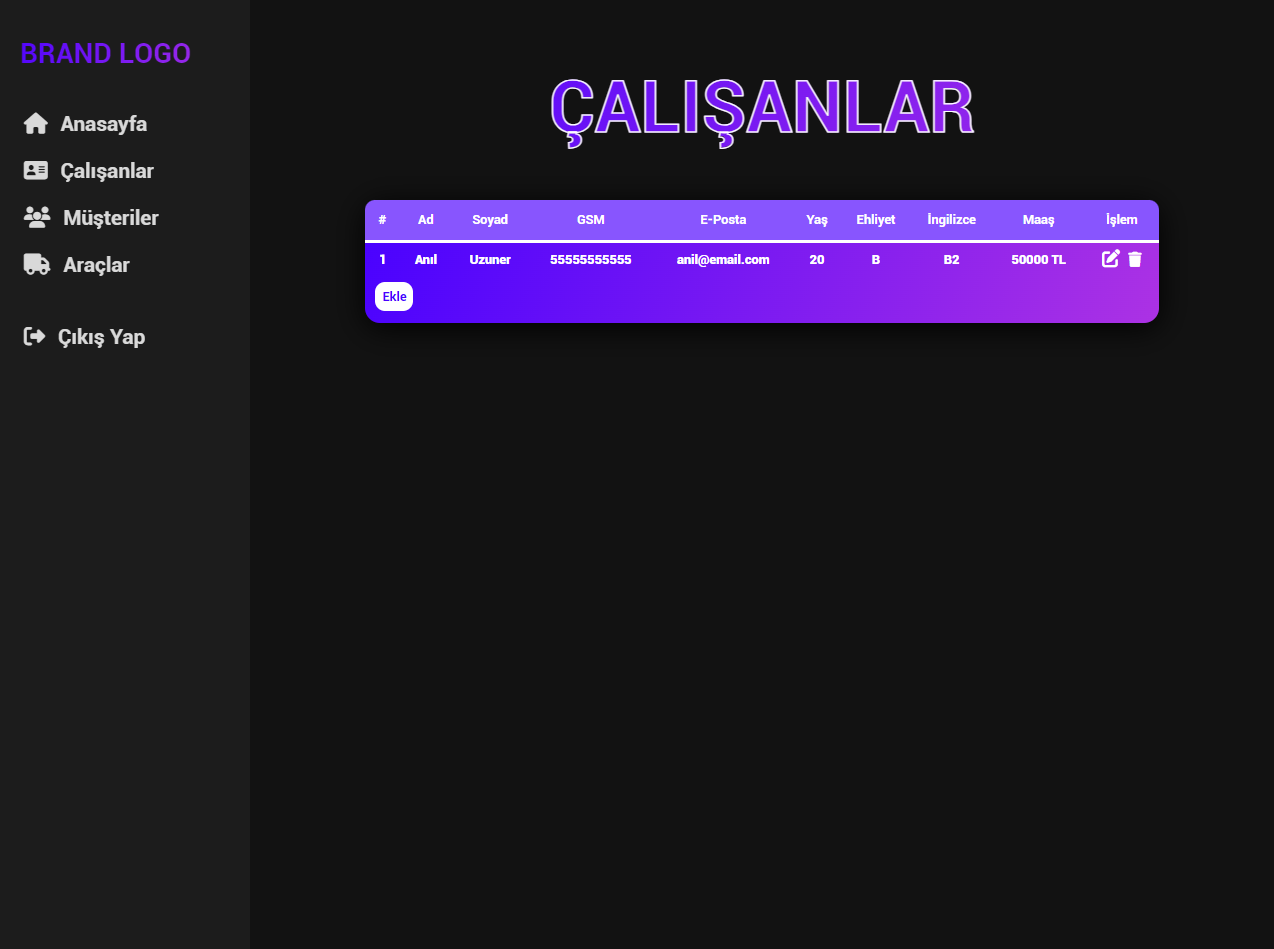 BRAND LOGO
Anasayfa
Çalışanlar
Müşteriler
Araçlar
Çıkış Yap
ÇALIŞANLAR
# Ad Soyad GSM E-Posta Yaş Ehliyet İngilizce Maaş İşlem
1 Anıl Uzuner 55555555555 anil@email.com 20 B B2 50000 TL
Ekle